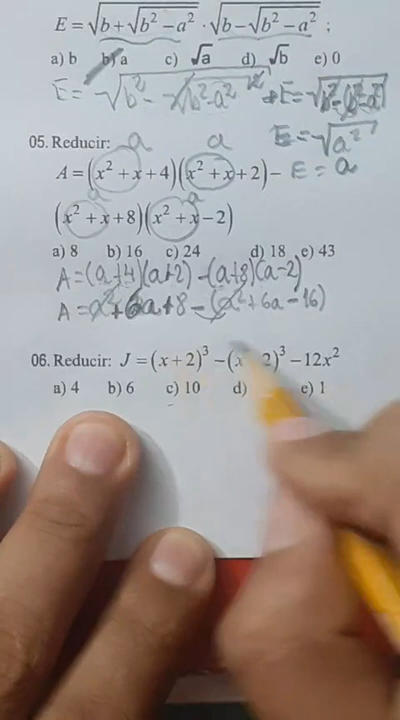 E = √(b + √(b² − a²)) · √(b − √(b² − a²)) ;
a) b b) a c) √a d) √b e) 0
E = √(b² − √(b² − a²)²) E = √(b² − (b² − a²))
E = √a²
05. Reducir: a a
A = (x² + x + 4)(x² + x + 2) − E = a
a a
(x² + x + 8)(x² + x − 2)
a) 8 b) 16 c) 24 d) 18 e) 43
A = (a+4)(a+2) − (a+8)(a−2)
A = a² + 6a + 8 − (a² + 6a − 16)
06. Reducir: J = (x + 2)³ − (x 2)³ − 12x²
a) 4 b) 6 c) 10 d) e) 1